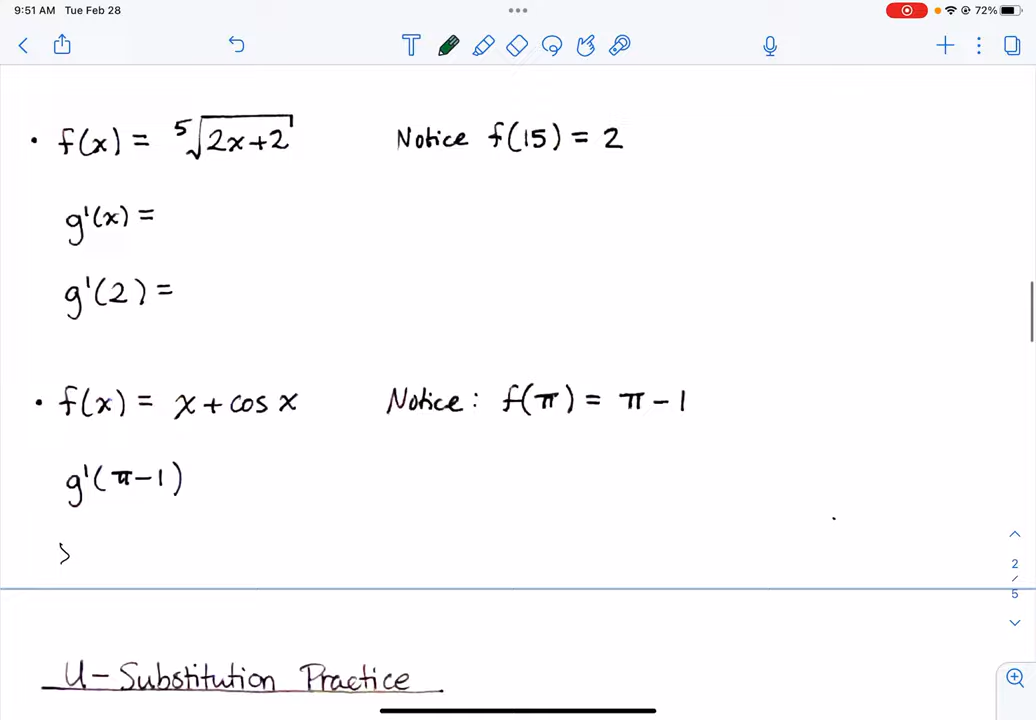 9:51 AM Tue Feb 28
72%
T
• f(x) = ⁵√(2x+2) Notice f(15) = 2
g'(x) =
g'(2) =
• f(x) = x + cos x Notice: f(π) = π - 1
g'(π-1)
2
/
5
U - Substitution Practice